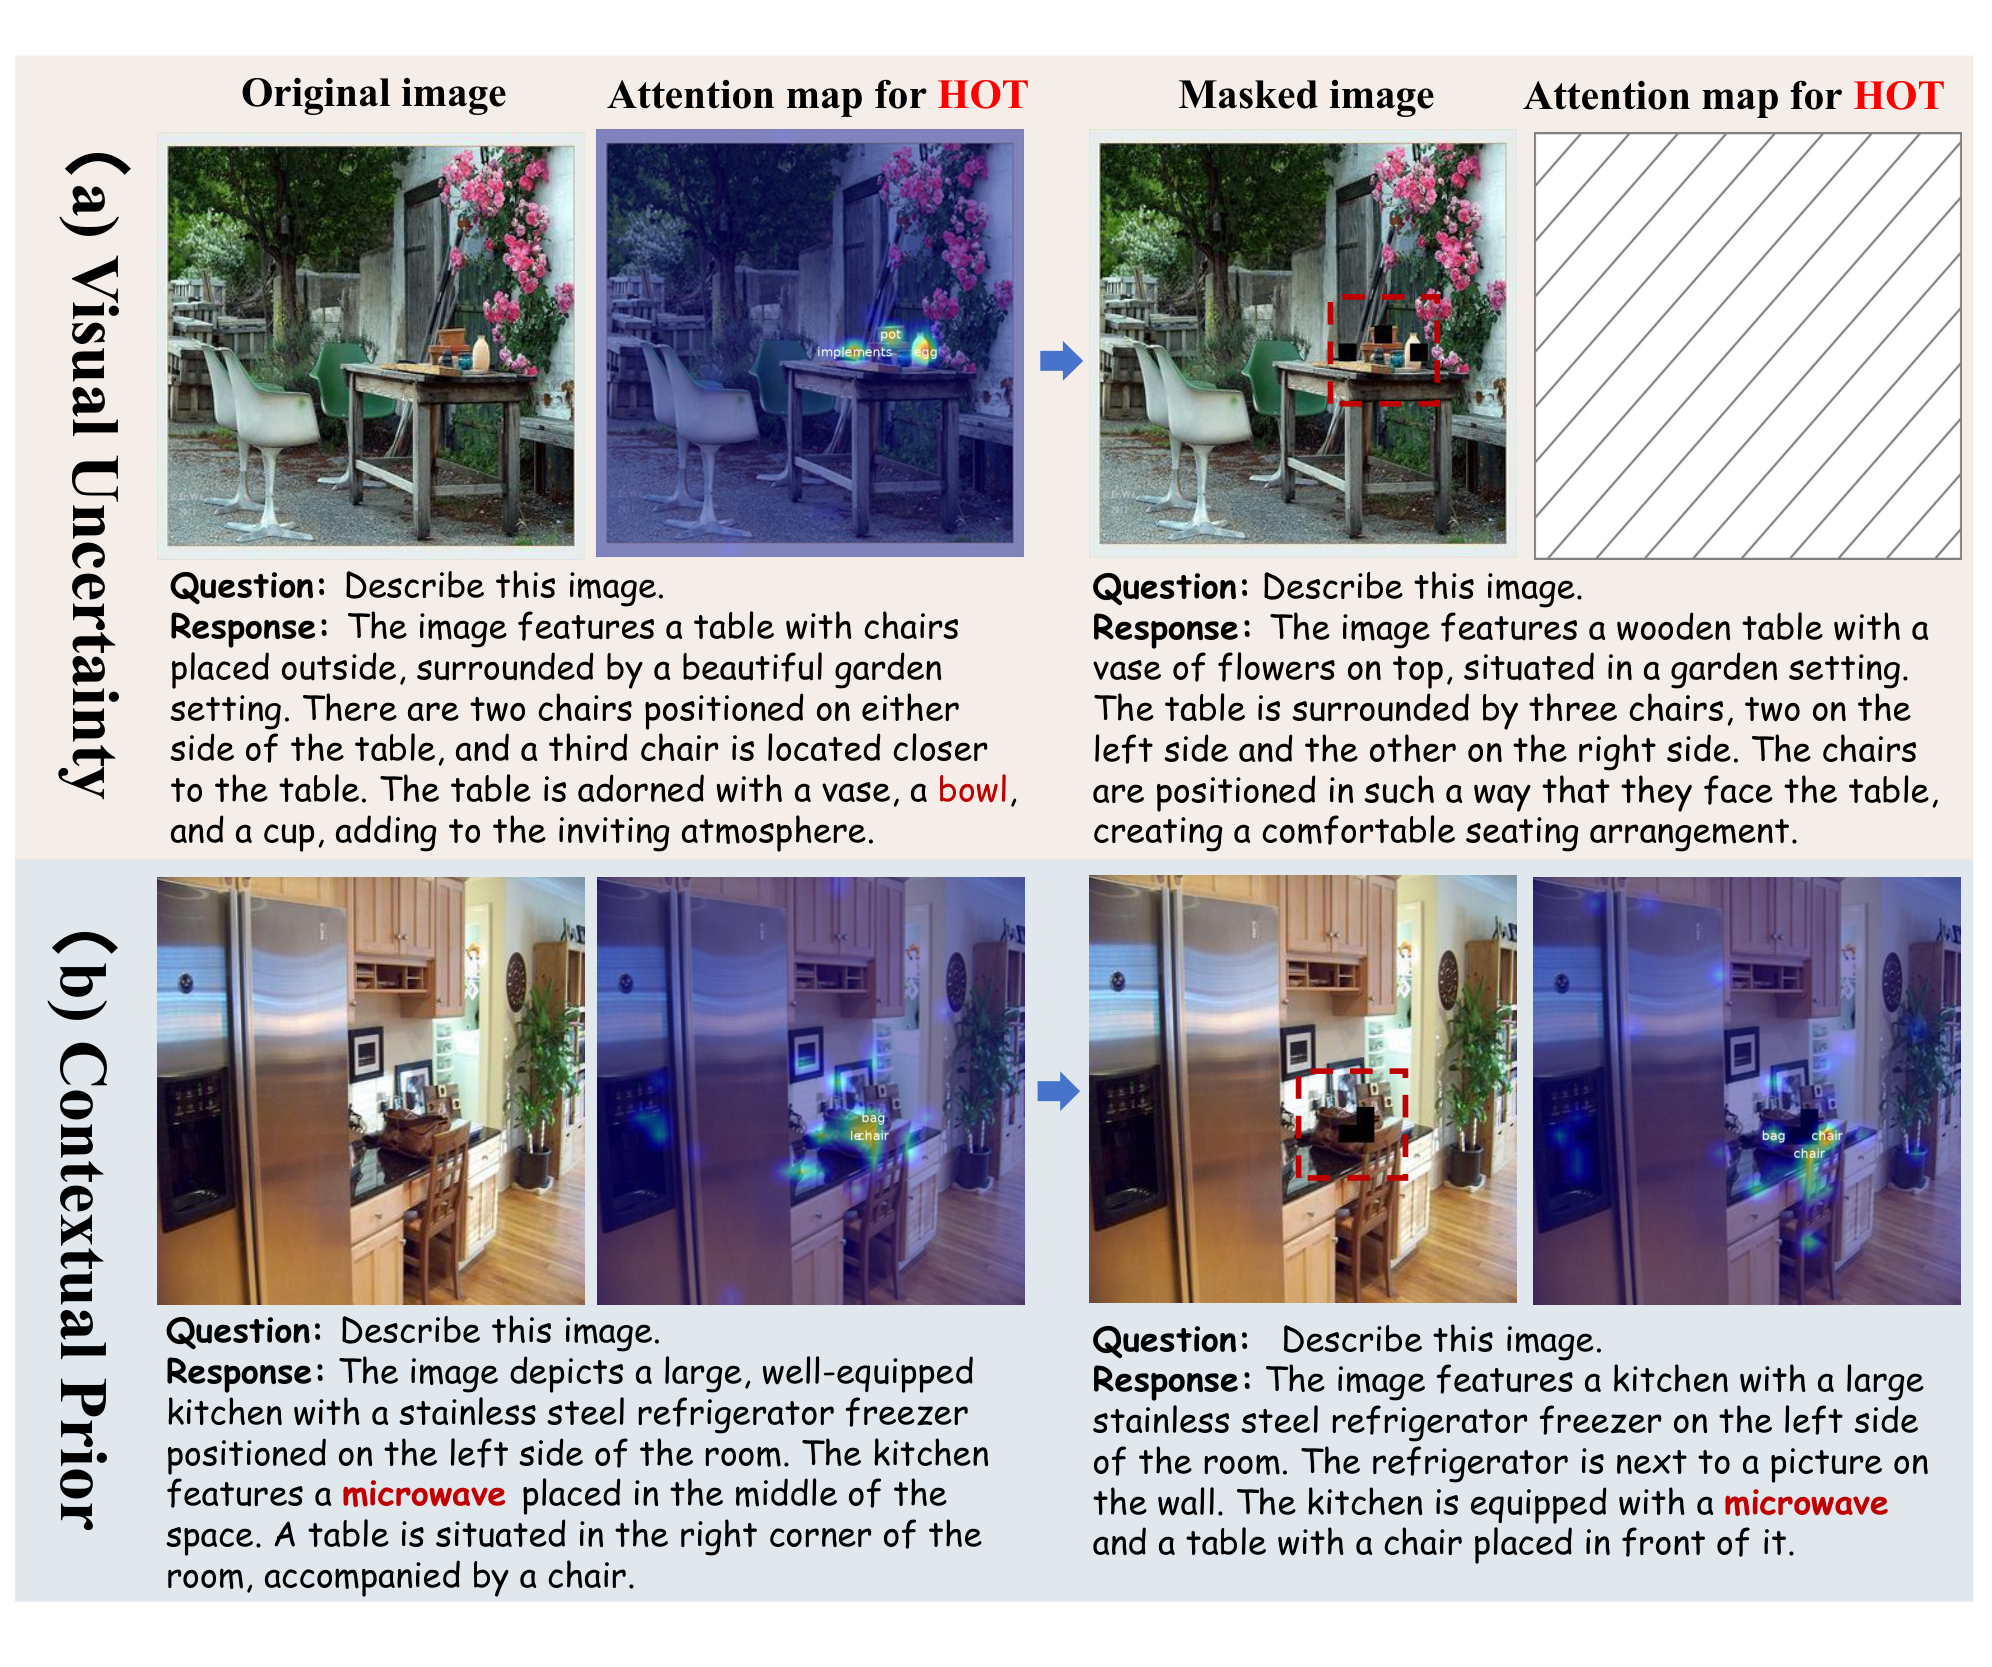 Original image
Attention map for HOT
Masked image
Attention map for HOT
(a) Visual Uncertainty
pot
implements
egg
Question: Describe this image.
Response: The image features a table with chairs
placed outside, surrounded by a beautiful garden
setting. There are two chairs positioned on either
side of the table, and a third chair is located closer
to the table. The table is adorned with a vase, a bowl,
and a cup, adding to the inviting atmosphere.
Question: Describe this image.
Response: The image features a wooden table with a
vase of flowers on top, situated in a garden setting.
The table is surrounded by three chairs, two on the
left side and the other on the right side. The chairs
are positioned in such a way that they face the table,
creating a comfortable seating arrangement.
(b) Contextual Prior
bag
chair
bag
chair
chair
Question: Describe this image.
Response: The image depicts a large, well-equipped
kitchen with a stainless steel refrigerator freezer
positioned on the left side of the room. The kitchen
features a microwave placed in the middle of the
space. A table is situated in the right corner of the
room, accompanied by a chair.
Question: Describe this image.
Response: The image features a kitchen with a large
stainless steel refrigerator freezer on the left side
of the room. The refrigerator is next to a picture on
the wall. The kitchen is equipped with a microwave
and a table with a chair placed in front of it.